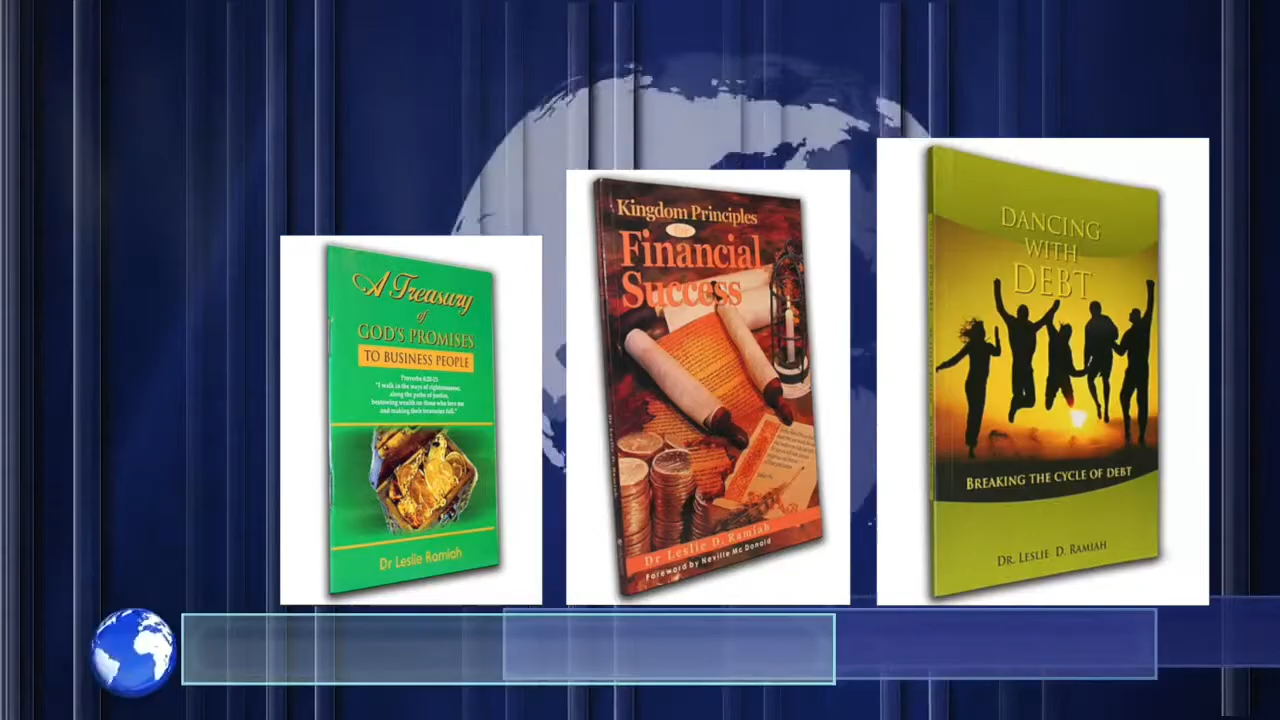 A Treasury
of
GOD'S PROMISES
TO BUSINESS PEOPLE
Proverbs 8:20-21
"I walk in the ways of righteousness,
along the paths of justice,
bestowing wealth on those who love me
and making their treasuries full."
Dr Leslie Ramiah
Kingdom Principles
For
Financial
Success
Dr Leslie D. Ramiah
Foreword by Neville Mc Donald
DANCING
WITH
DEBT
BREAKING THE CYCLE OF DEBT
DR. LESLIE D. RAMIAH